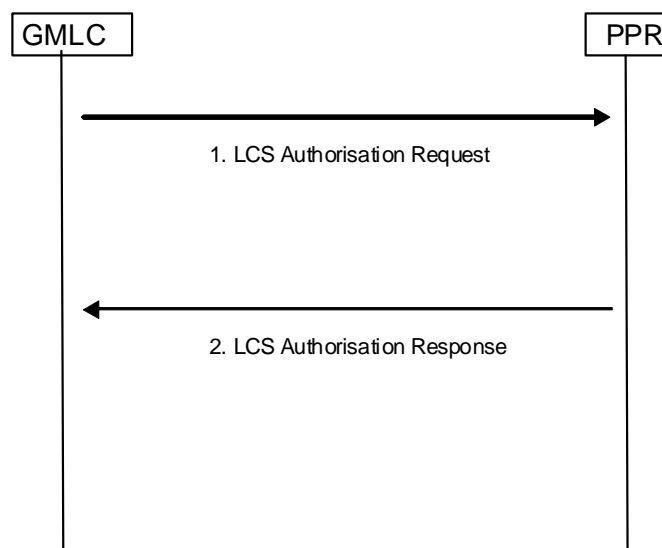 GMLC
PPR
1. LCS Authorisation Request
2. LCS Authorisation Response